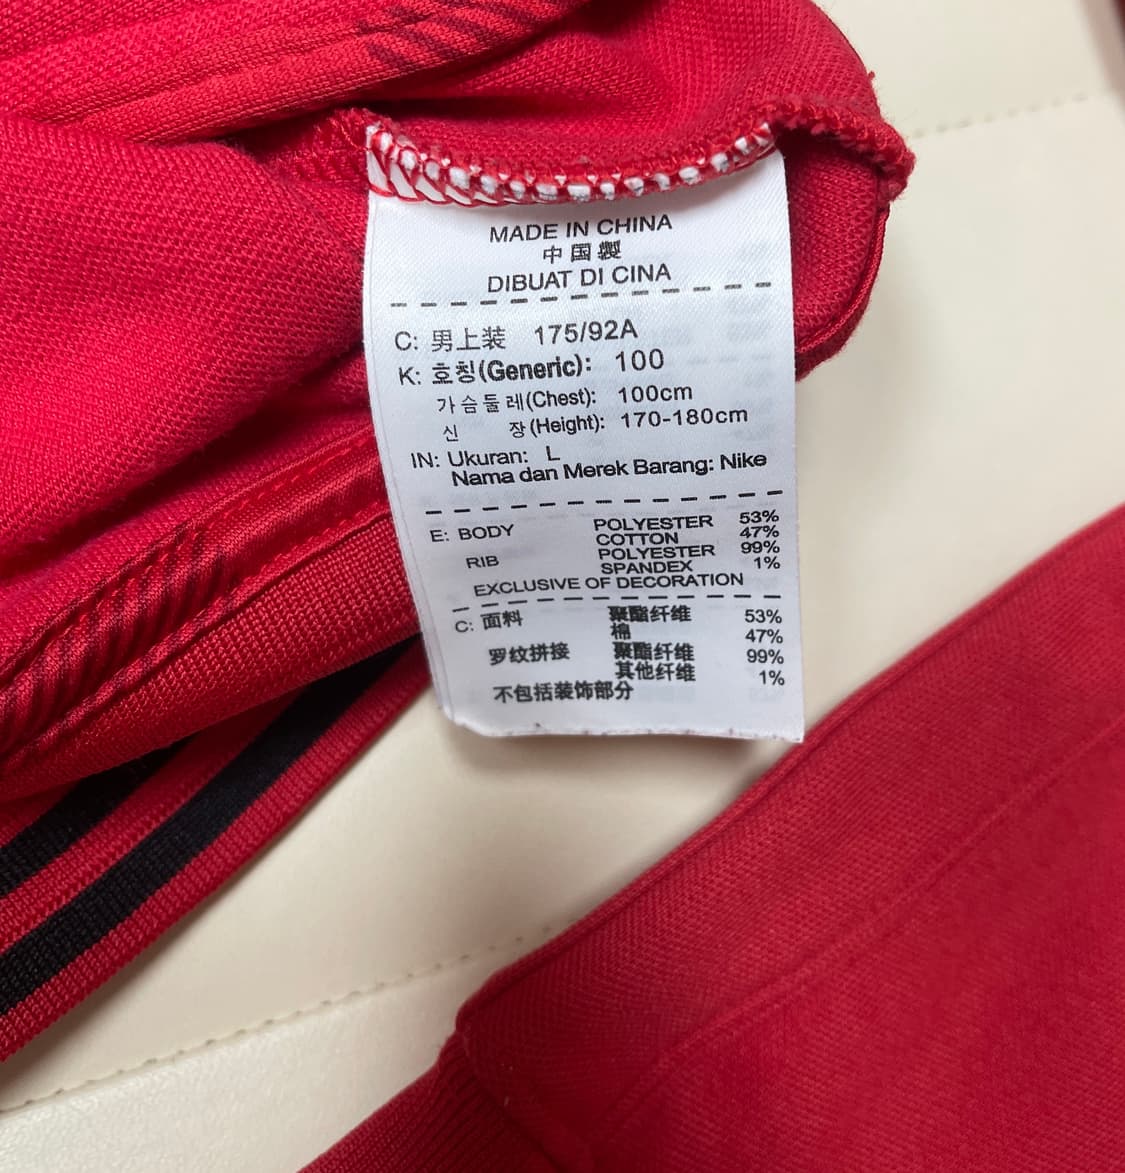 MADE IN CHINA
中国製
DIBUAT DI CINA
C: 男上装 175/92A
K: 호칭(Generic): 100
가슴둘레(Chest): 100cm
신 장(Height): 170-180cm
IN: Ukuran: L
Nama dan Merek Barang: Nike
E: BODY POLYESTER 53%
COTTON 47%
RIB POLYESTER 99%
SPANDEX 1%
EXCLUSIVE OF DECORATION
C: 面料 聚酯纤维 53%
棉 47%
罗纹拼接 聚酯纤维 99%
其他纤维 1%
不包括装饰部分